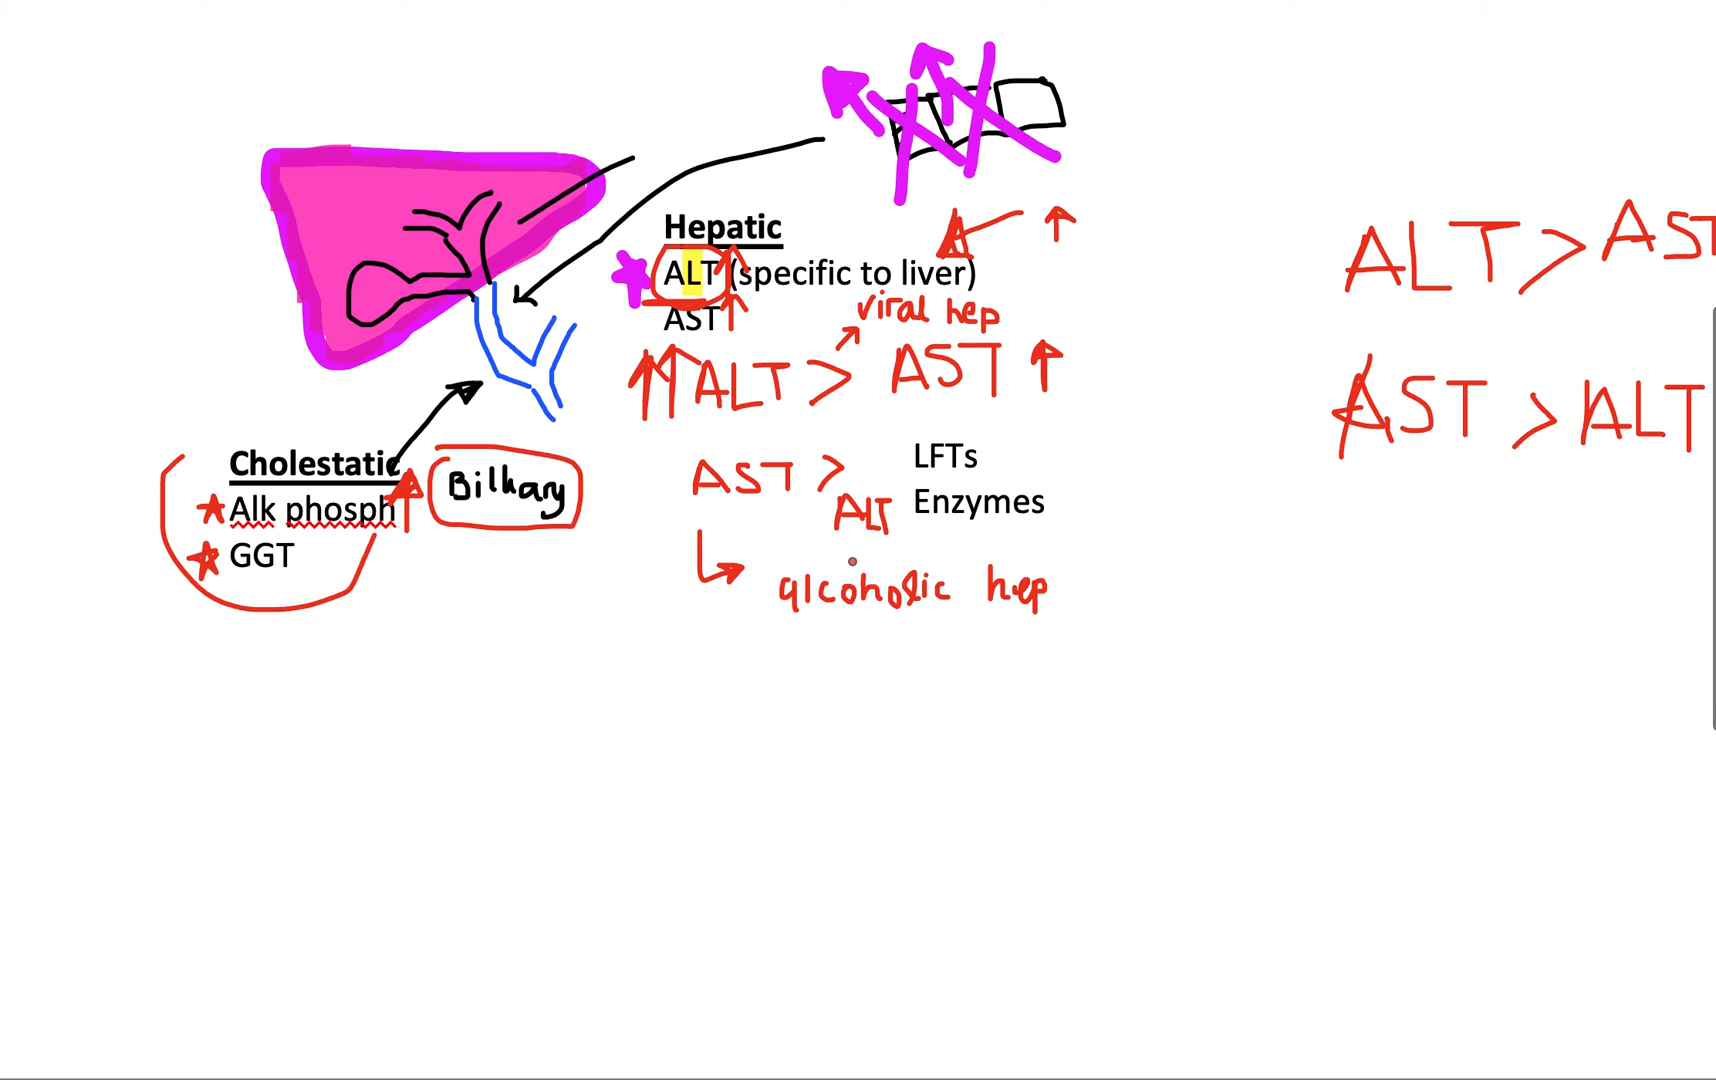 Hepatic
ALT (specific to liver)
AST
viral hep
ALT > AST
AST >
ALT
alcoholic hep
LFTs
Enzymes
Cholestatic
Alk phosph
GGT
Biliary
ALT > AST
AST > ALT